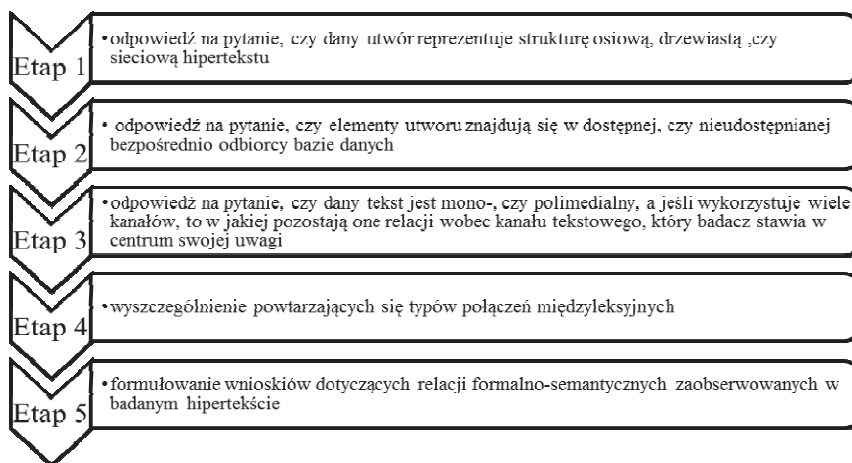 Etap 1
•odpowiedź na pytanie, czy dany utwór reprezentuje strukturę osiową, drzewiastą ,czy
sieciową hipertekstu
Etap 2
• odpowiedź na pytanie, czy elementy utworu znajdują się w dostępnej, czy nieudostępnianej
bezpośrednio odbiorcy bazie danych
Etap 3
•odpowiedź na pytanie, czy dany tekst jest mono-, czy polimedialny, a jeśli wykorzystuje wiele
kanałów, to w jakiej pozostają one relacji wobec kanału tekstowego, który badacz stawia w
centrum swojej uwagi
Etap 4
•wyszczególnienie powtarzających się typów połączeń międzyleksyjnych
Etap 5
•formułowanie wniosków dotyczących relacji formalno-semantycznych zaobserwowanych w
badanym hipertekście